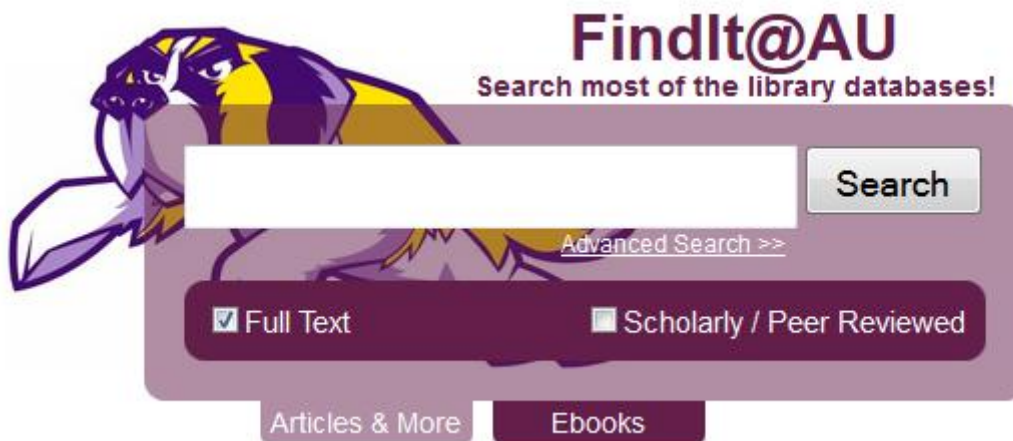 FindIt@AU
Search most of the library databases!
Search
Advanced Search >>
Full Text
Scholarly / Peer Reviewed
Articles & More
Ebooks